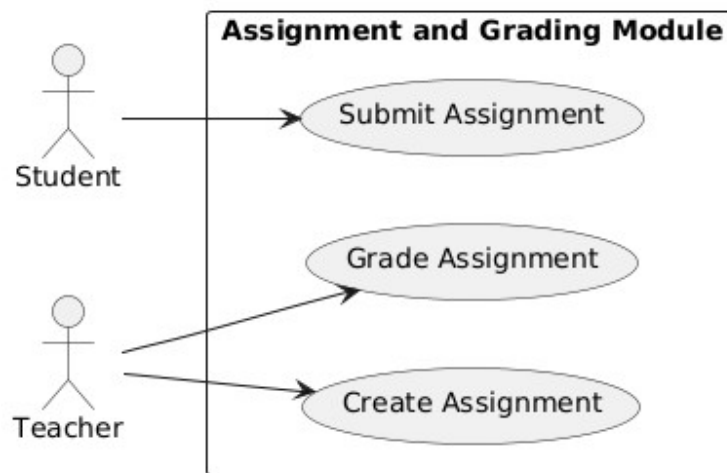 Assignment and Grading Module
Submit Assignment
Student
Grade Assignment
Create Assignment
Teacher